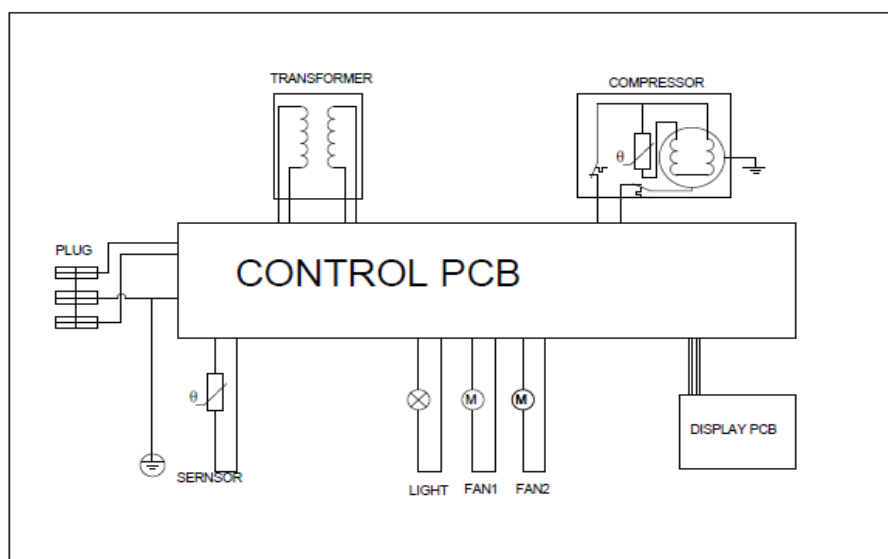 TRANSFORMER
COMPRESSOR
θ
PLUG
CONTROL PCB
θ
M
M
DISPLAY PCB
SERNSOR
LIGHT
FAN1
FAN2